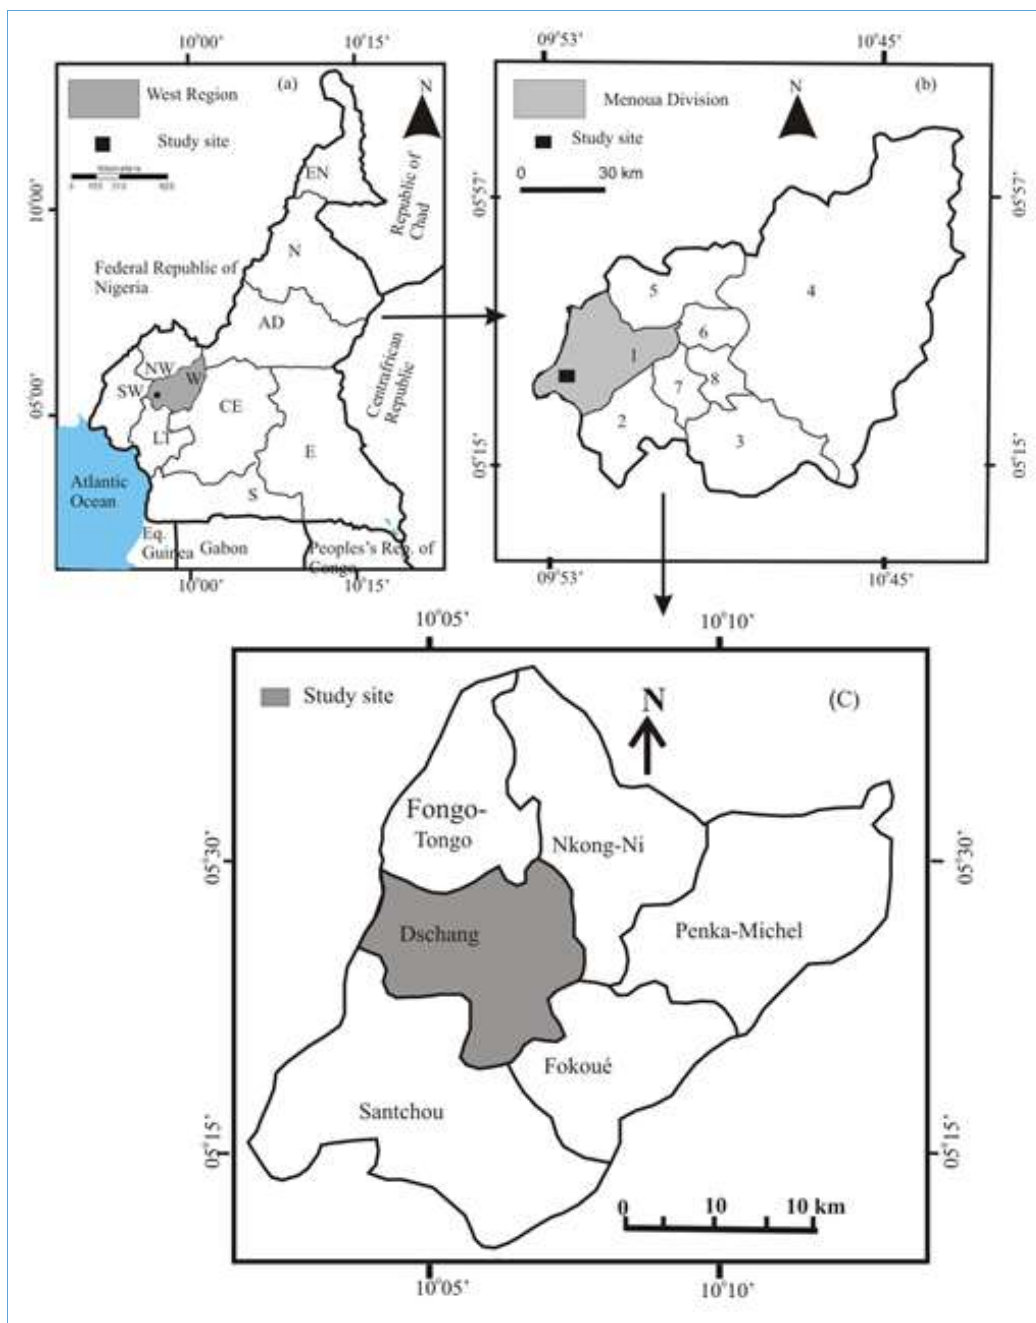 10°00'
10°15'
West Region
(a)
N
Study site
EN
Republic of
Chad
10°00'
N
Federal Republic of
Nigeria
AD
NW
W
SW
CE
Centrafrican
Republic
05°00'
LT
E
Atlantic
Ocean
S
Eq.
Guinea
Gabon
Peoples's Rep. of
Congo
10°00'
10°15'
09°53'
10°45'
(b)
Menoua Division
N
Study site
0
30 km
05°57'
05°57'
5
4
6
1
7
8
2
3
05°15'
05°15'
09°53'
10°45'
10°05'
10°10'
Study site
N
(C)
Fongo-
Tongo
Nkong-Ni
05°30'
05°30'
Dschang
Penka-Michel
Fokoué
Santchou
05°15'
05°15'
0
10
10 km
10°05'
10°10'